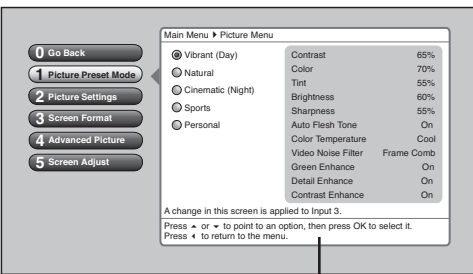 Main Menu ▸ Picture Menu
0 Go Back
1 Picture Preset Mode
2 Picture Settings
3 Screen Format
4 Advanced Picture
5 Screen Adjust
Vibrant (Day)
Natural
Cinematic (Night)
Sports
Personal
Contrast 65%
Color 70%
Tint 55%
Brightness 60%
Sharpness 55%
Auto Flesh Tone On
Color Temperature Cool
Video Noise Filter Frame Comb
Green Enhance On
Detail Enhance On
Contrast Enhance On
A change in this screen is applied to Input 3.
Press ▲ or ▼ to point to an option, then press OK to select it.
Press ◂ to return to the menu.